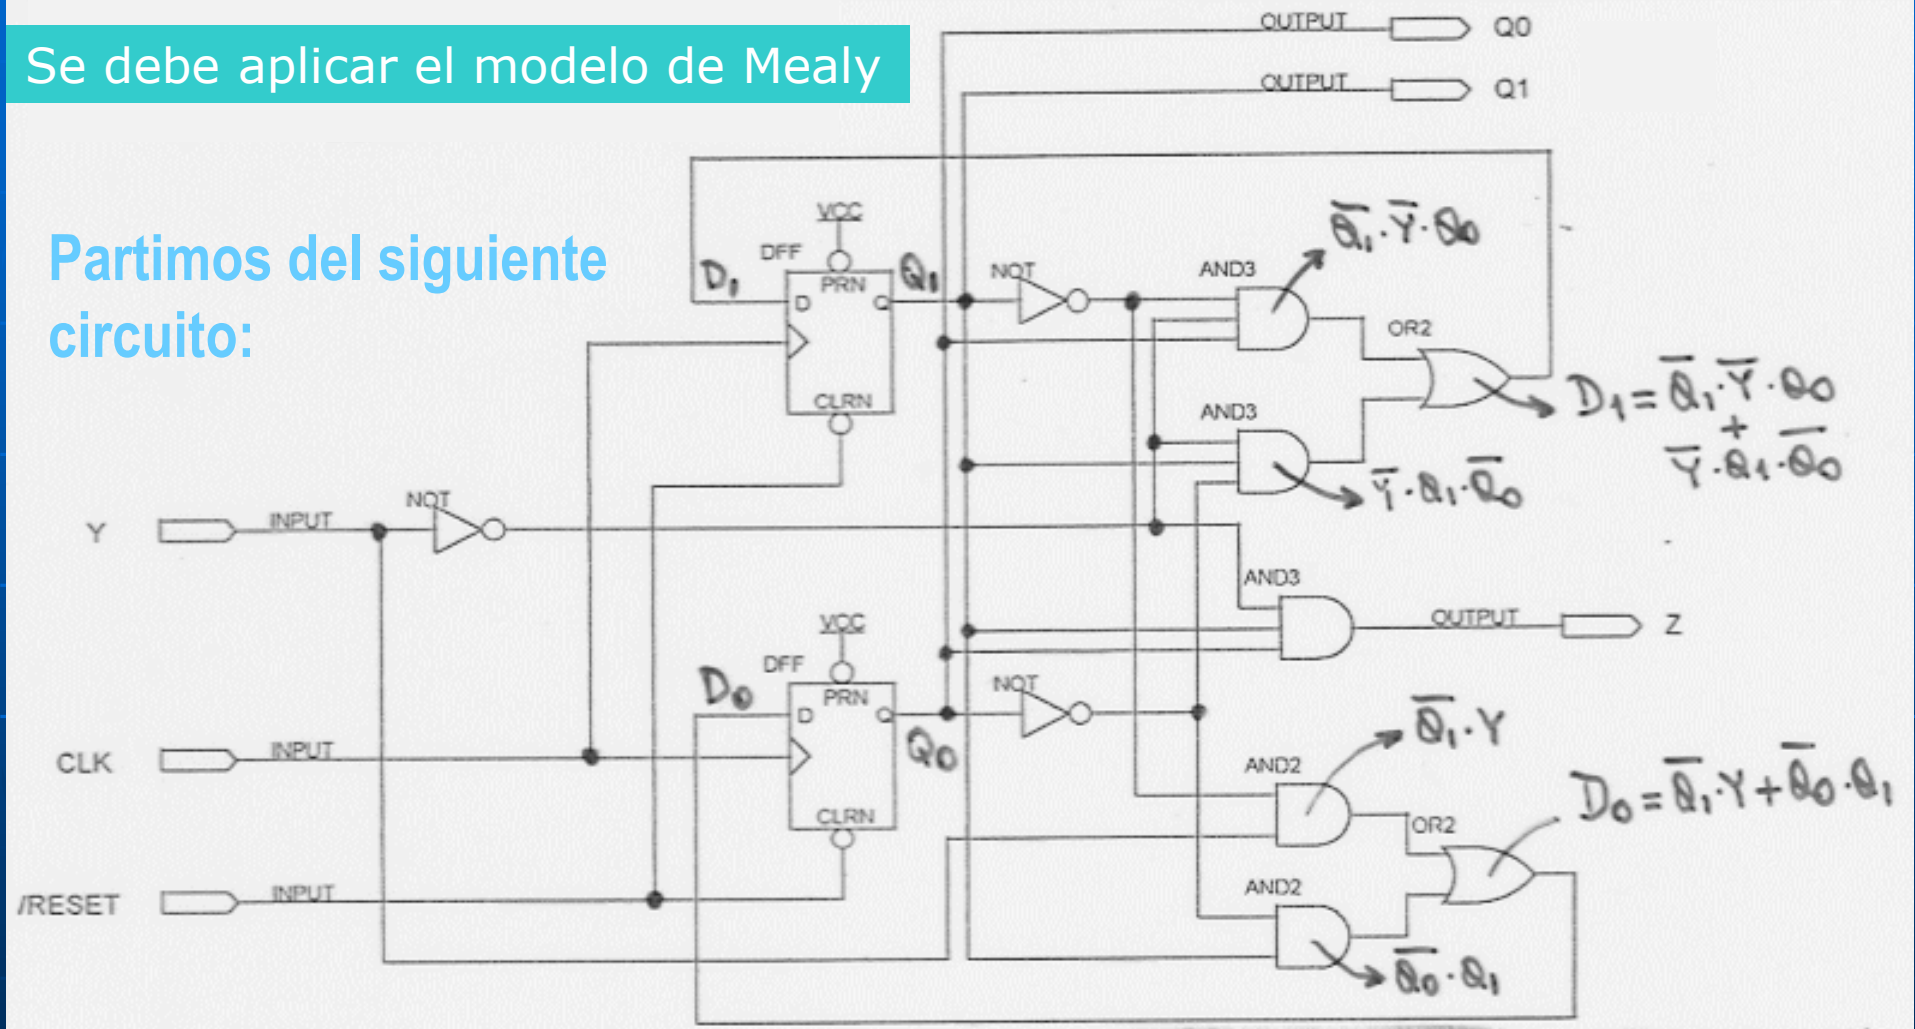 Se debe aplicar el modelo de Mealy
Partimos del siguiente
circuito:
OUTPUT Q0
OUTPUT Q1
VCC
DFF
PRN
D₁ D Q Q₁
CLRN
NOT
AND3
Q̅₁·Y̅·Q0
OR2
D₁ = Q̅₁·Y̅·Q0
+
Y̅·Q₁·Q̅0
AND3
Y̅·Q₁·Q̅0
Y INPUT NOT
AND3
OUTPUT Z
VCC
DFF
PRN
D0 D Q Q0
CLRN
NOT
CLK INPUT
AND2
Q̅₁·Y
OR2
D0 = Q̅₁·Y + Q̅0·Q₁
AND2
Q̅0·Q₁
/RESET INPUT